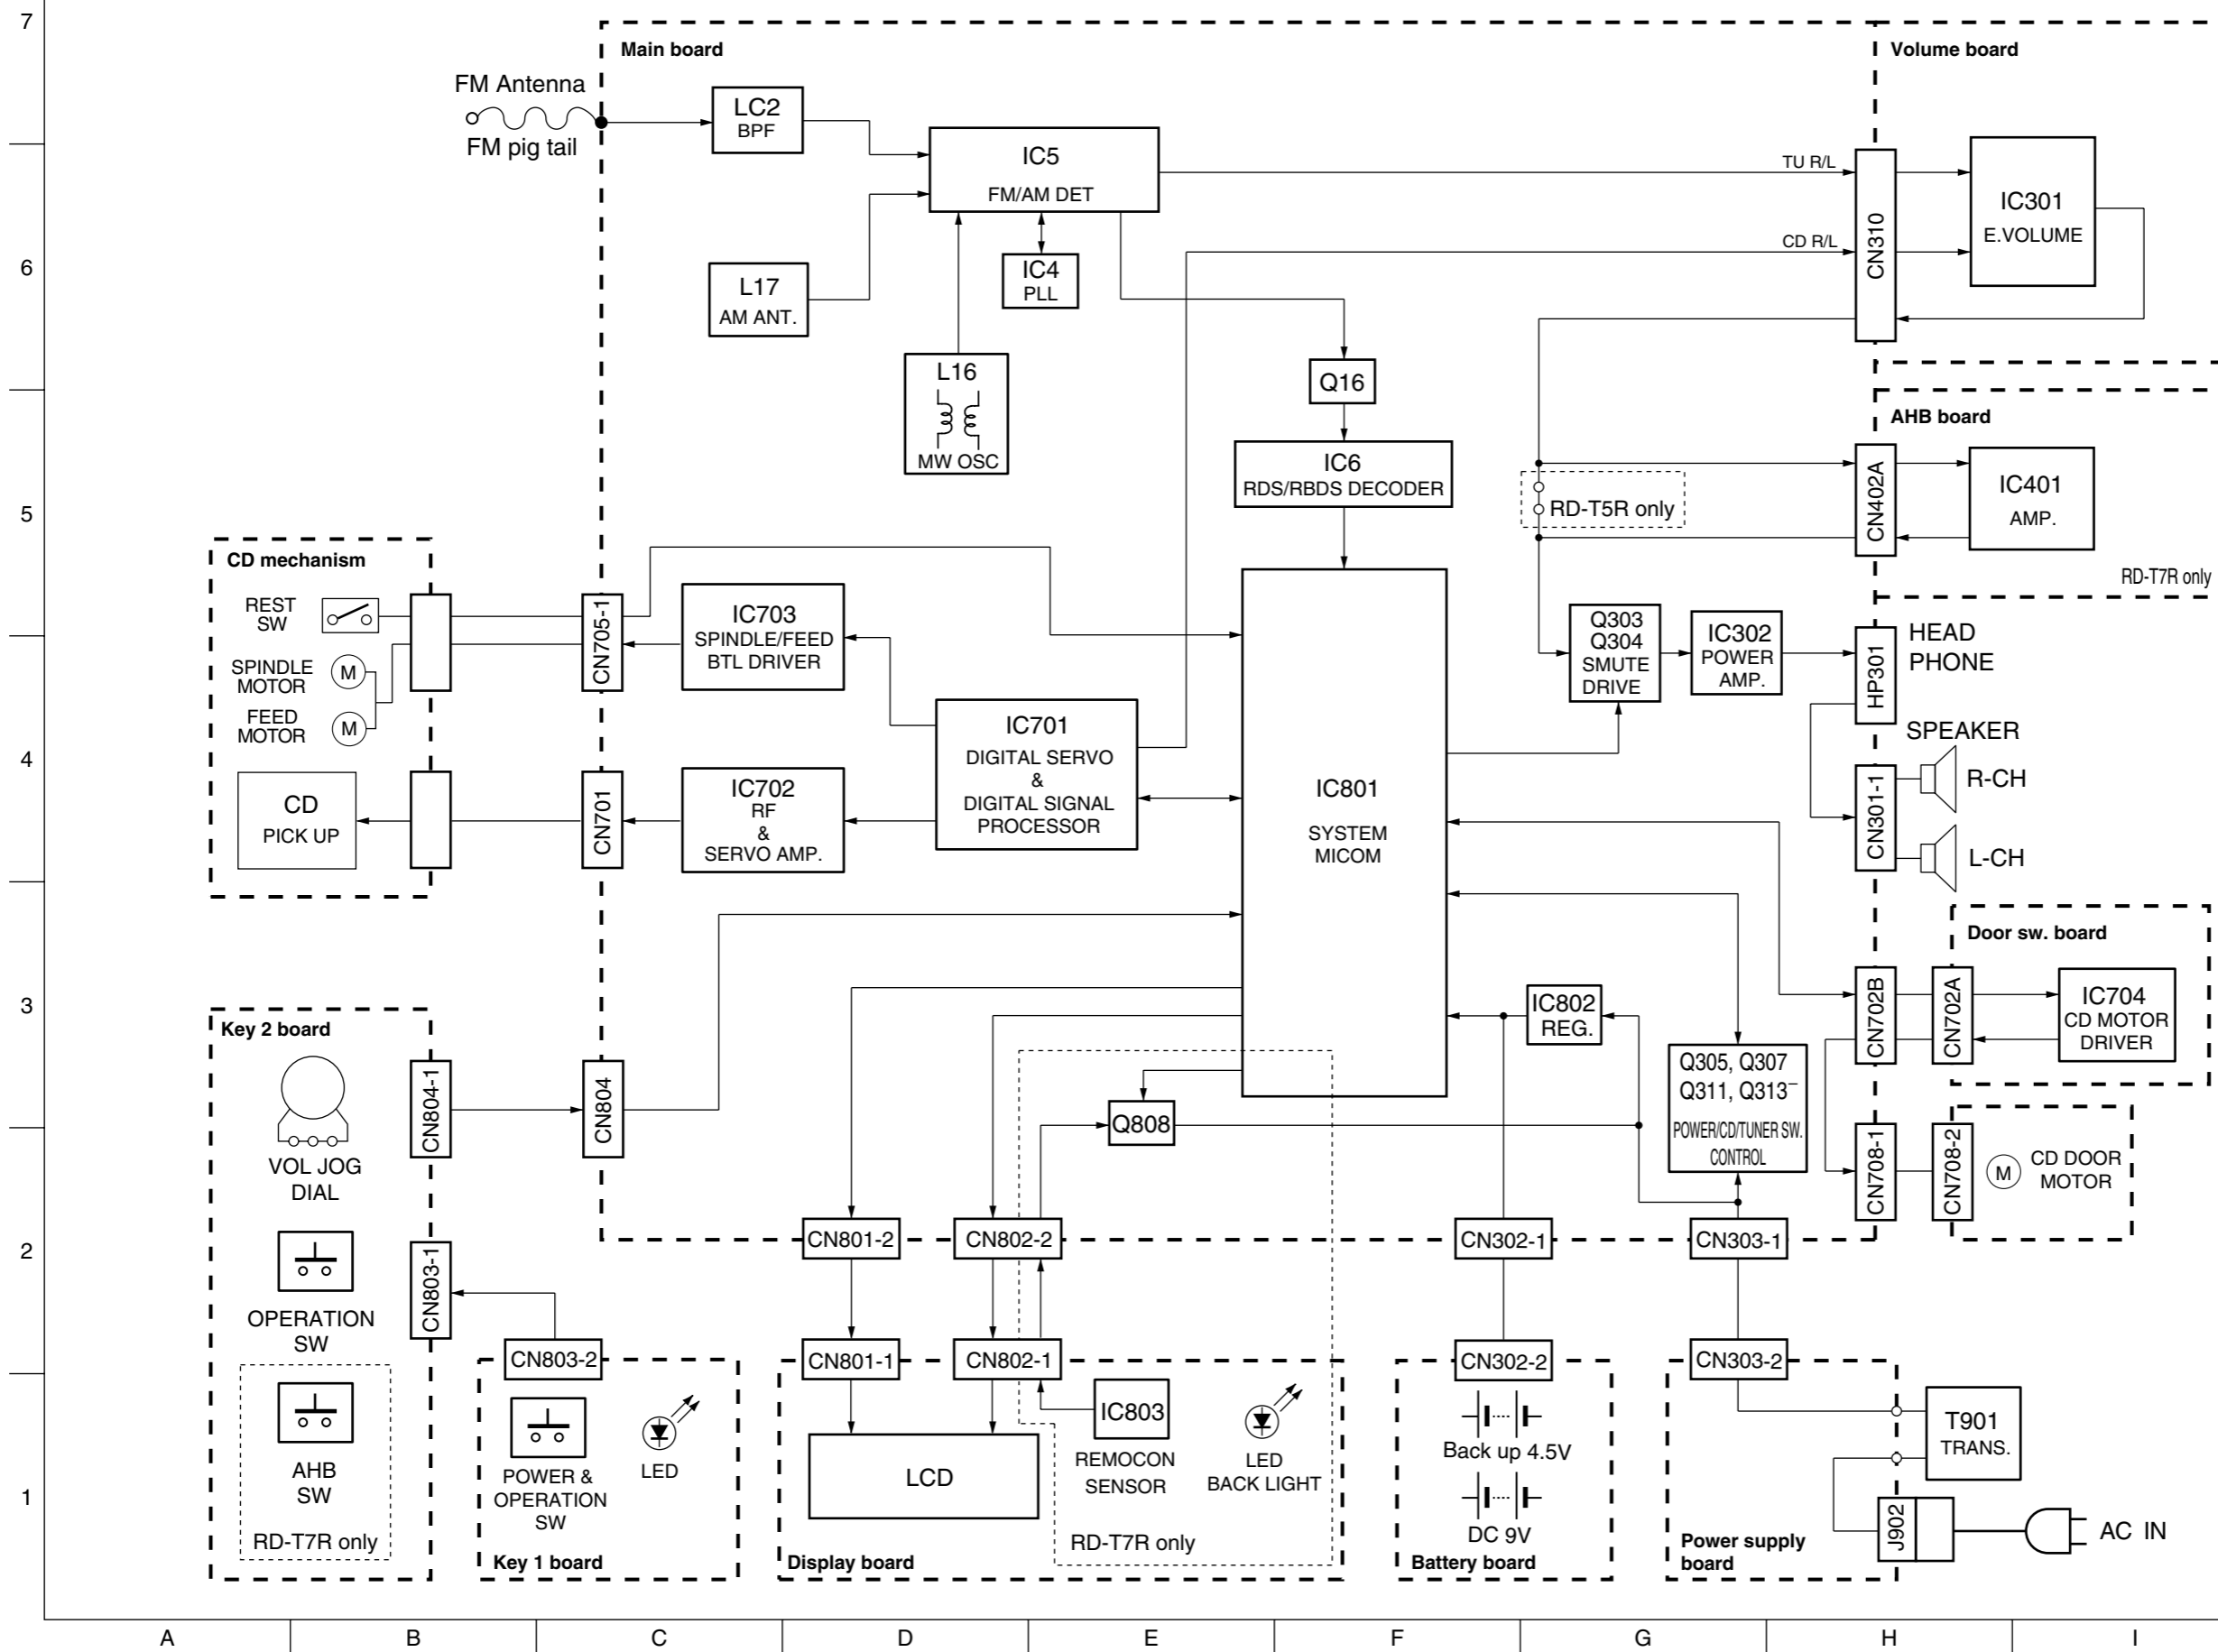 7
Main board
Volume board
FM Antenna
FM pig tail
LC2
BPF
IC5
FM/AM DET
TU R/L
CD R/L
CN310
IC301
E.VOLUME
6
L17
AM ANT.
IC4
PLL
L16
MW OSC
Q16
IC6
RDS/RBDS DECODER
AHB board
CN402A
IC401
AMP.
RD-T7R only
RD-T5R only
5
CD mechanism
REST
SW
SPINDLE
MOTOR
M
FEED
MOTOR
M
CN705-1
IC703
SPINDLE/FEED
BTL DRIVER
IC701
DIGITAL SERVO
&
DIGITAL SIGNAL
PROCESSOR
IC801
SYSTEM
MICOM
Q303
Q304
SMUTE
DRIVE
IC302
POWER
AMP.
HP301
HEAD
PHONE
SPEAKER
R-CH
L-CH
CN301-1
4
CD
PICK UP
CN701
IC702
RF
&
SERVO AMP.
Door sw. board
CN702B
CN702A
IC704
CD MOTOR
DRIVER
3
Key 2 board
VOL JOG
DIAL
CN804-1
CN804
IC802
REG.
Q305, Q307
Q311, Q313–
POWER/CD/TUNER SW.
CONTROL
Q808
CN708-1
CN708-2
M
CD DOOR
MOTOR
2
OPERATION
SW
CN803-1
CN803-2
CN801-2
CN802-2
CN302-1
CN303-1
CN801-1
CN802-1
CN302-2
CN303-2
AHB
SW
RD-T7R only
POWER &
OPERATION
SW
LED
Key 1 board
LCD
IC803
REMOCON
SENSOR
LED
BACK LIGHT
RD-T7R only
Display board
Back up 4.5V
DC 9V
Battery board
T901
TRANS.
J902
AC IN
Power supply
board
1
A B C D E F G H I